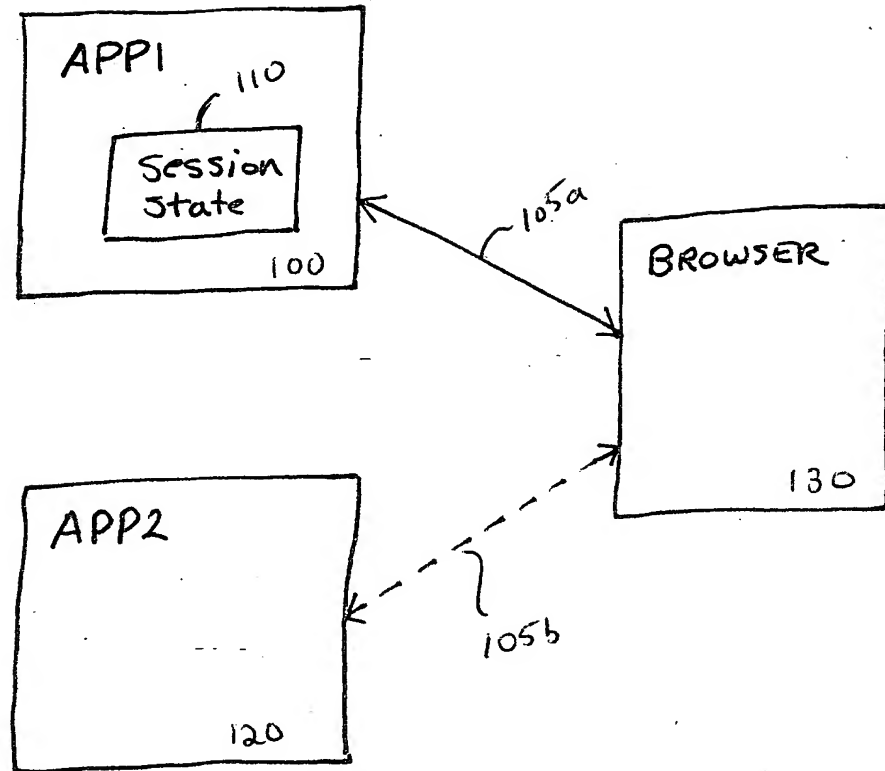 APP1
110
Session
State
100
105a
BROWSER
130
APP2
105b
120